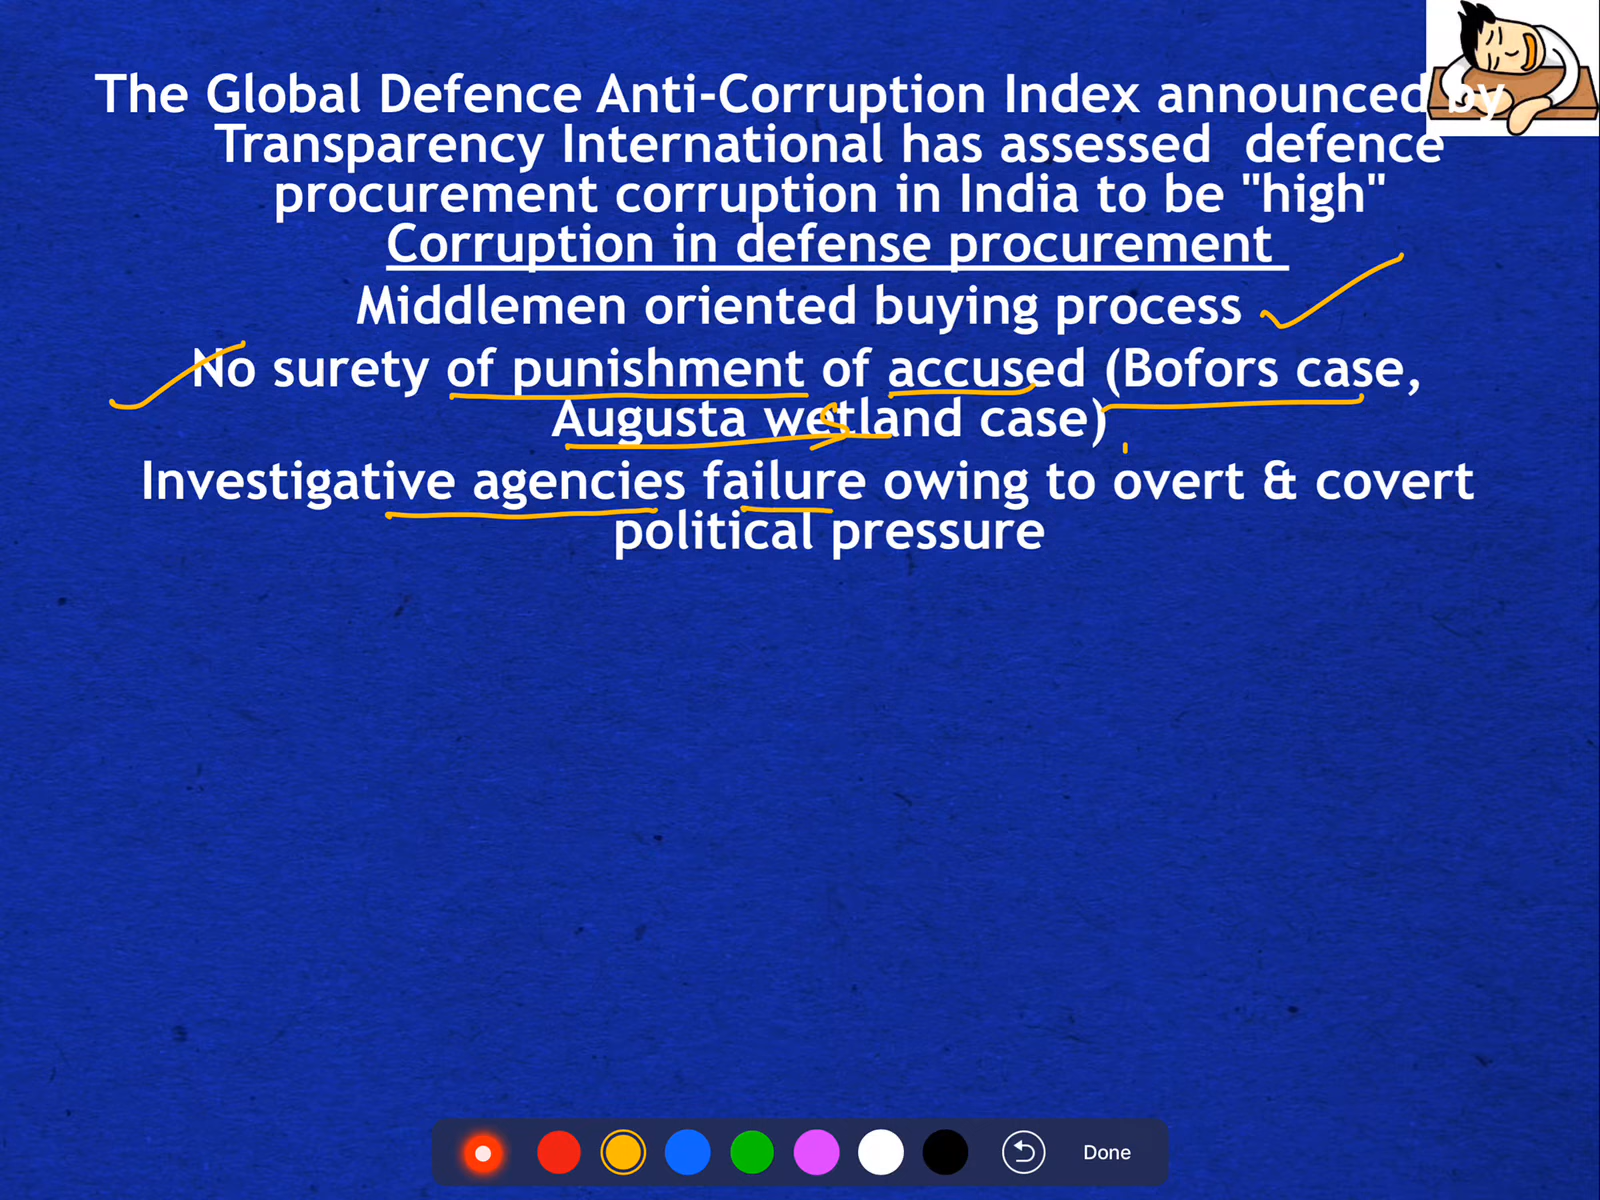 The Global Defence Anti-Corruption Index announced by
Transparency International has assessed defence
procurement corruption in India to be "high"
Corruption in defense procurement
Middlemen oriented buying process
No surety of punishment of accused (Bofors case,
Augusta wetland case)
Investigative agencies failure owing to overt & covert
political pressure
Done